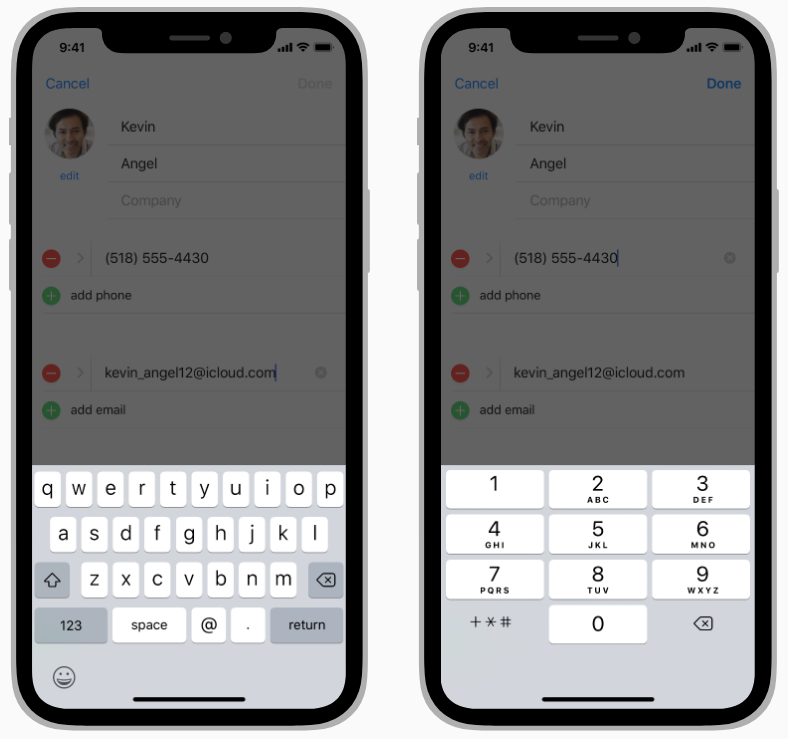 9:41
Cancel
Done
Kevin
Angel
edit
Company
(518) 555-4430
add phone
kevin_angel12@icloud.com
add email
q w e r t y u i o p
a s d f g h j k l
z x c v b n m
123 space @ . return
9:41
Cancel
Done
Kevin
Angel
edit
Company
(518) 555-4430
add phone
kevin_angel12@icloud.com
add email
1 2 3
ABC DEF
4 5 6
GHI JKL MNO
7 8 9
PQRS TUV WXYZ
+*# 0